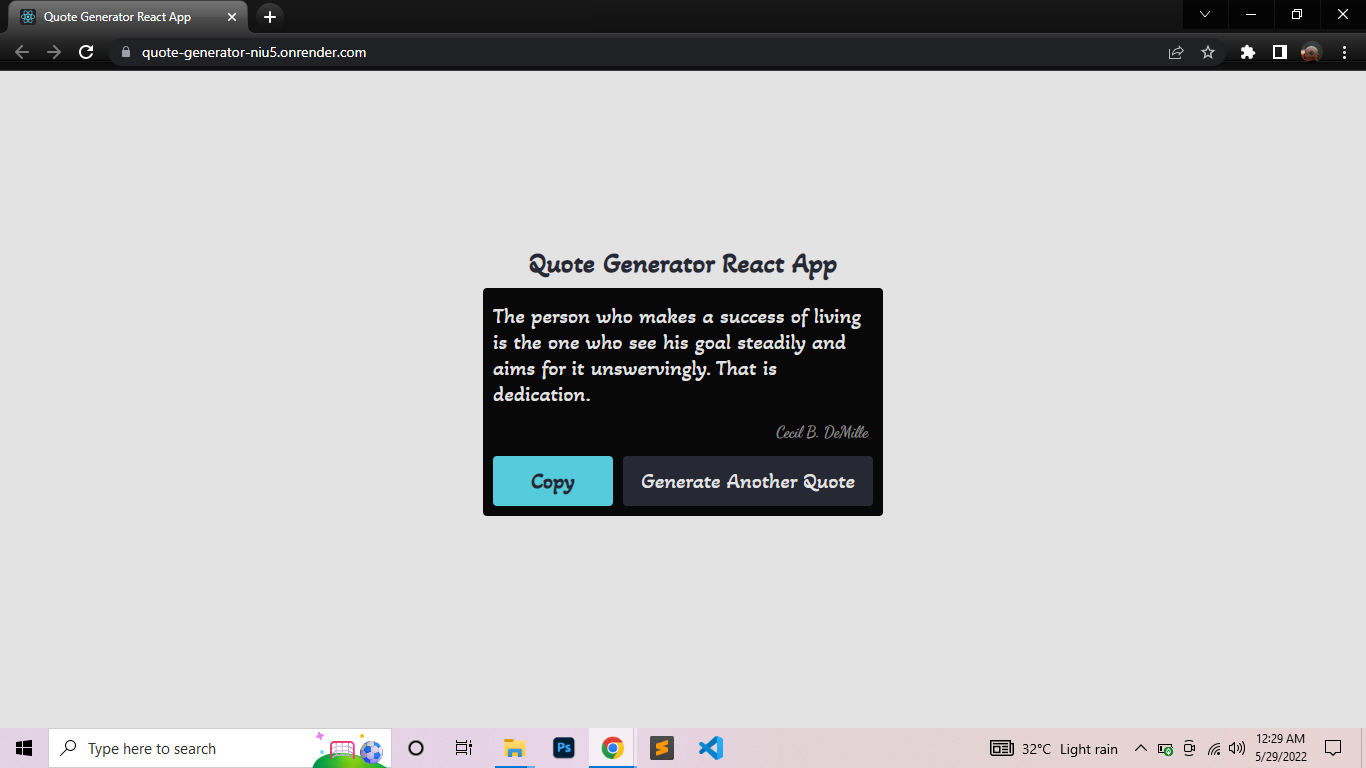 Quote Generator React App
quote-generator-niu5.onrender.com
Quote Generator React App
The person who makes a success of living
is the one who see his goal steadily and
aims for it unswervingly. That is
dedication.
Cecil B. DeMille
Copy
Generate Another Quote
Type here to search
Ps
32°C Light rain
12:29 AM
5/29/2022